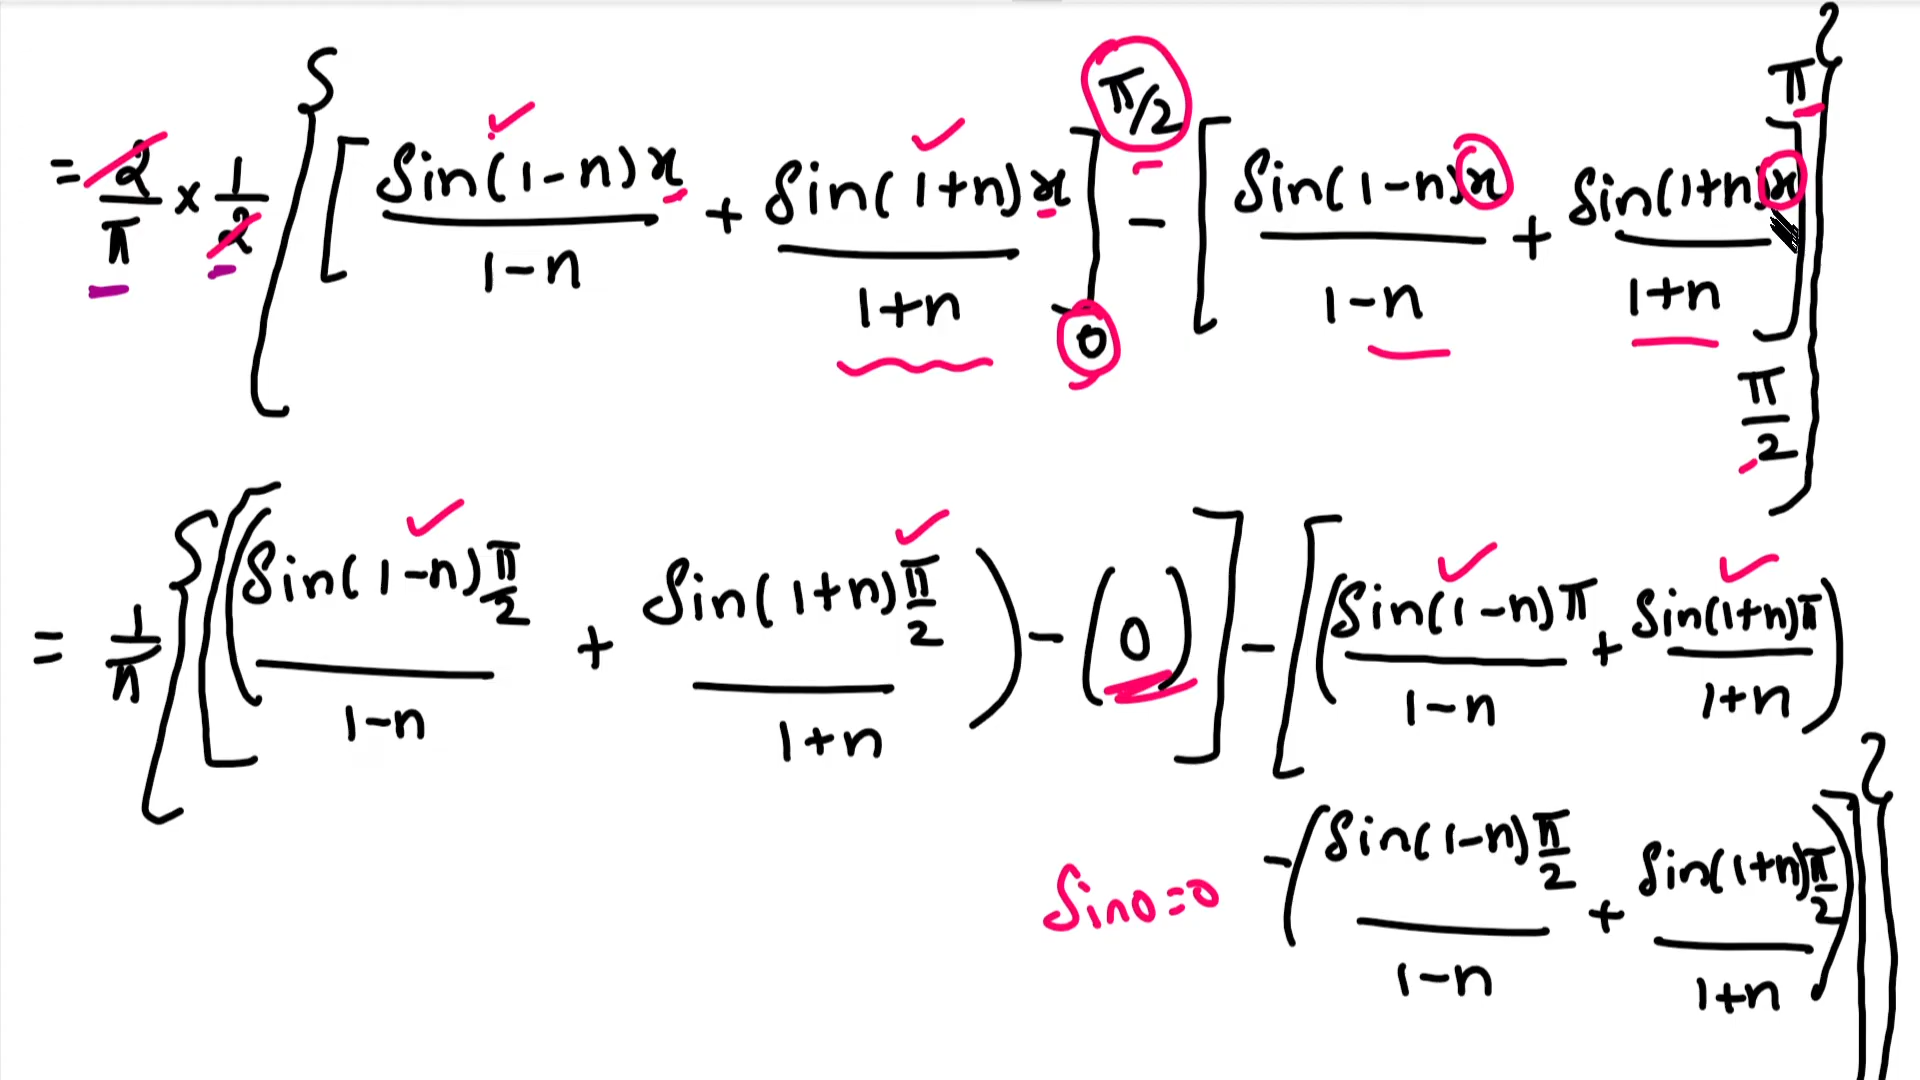 = 2/π × 1/2 { [ Sin(1-n)x / 1-n + Sin(1+n)x / 1+n ]_0^{π/2} - [ Sin(1-n)x / 1-n + Sin(1+n)x / 1+n ]_{π/2}^{π} }
= 1/π { [ ( Sin(1-n)π/2 / 1-n + Sin(1+n)π/2 / 1+n ) - (0) ] - [ ( Sin(1-n)π / 1-n + Sin(1+n)π / 1+n )
Sin0=0
- ( Sin(1-n)π/2 / 1-n + Sin(1+n)π/2 / 1+n ) ] }